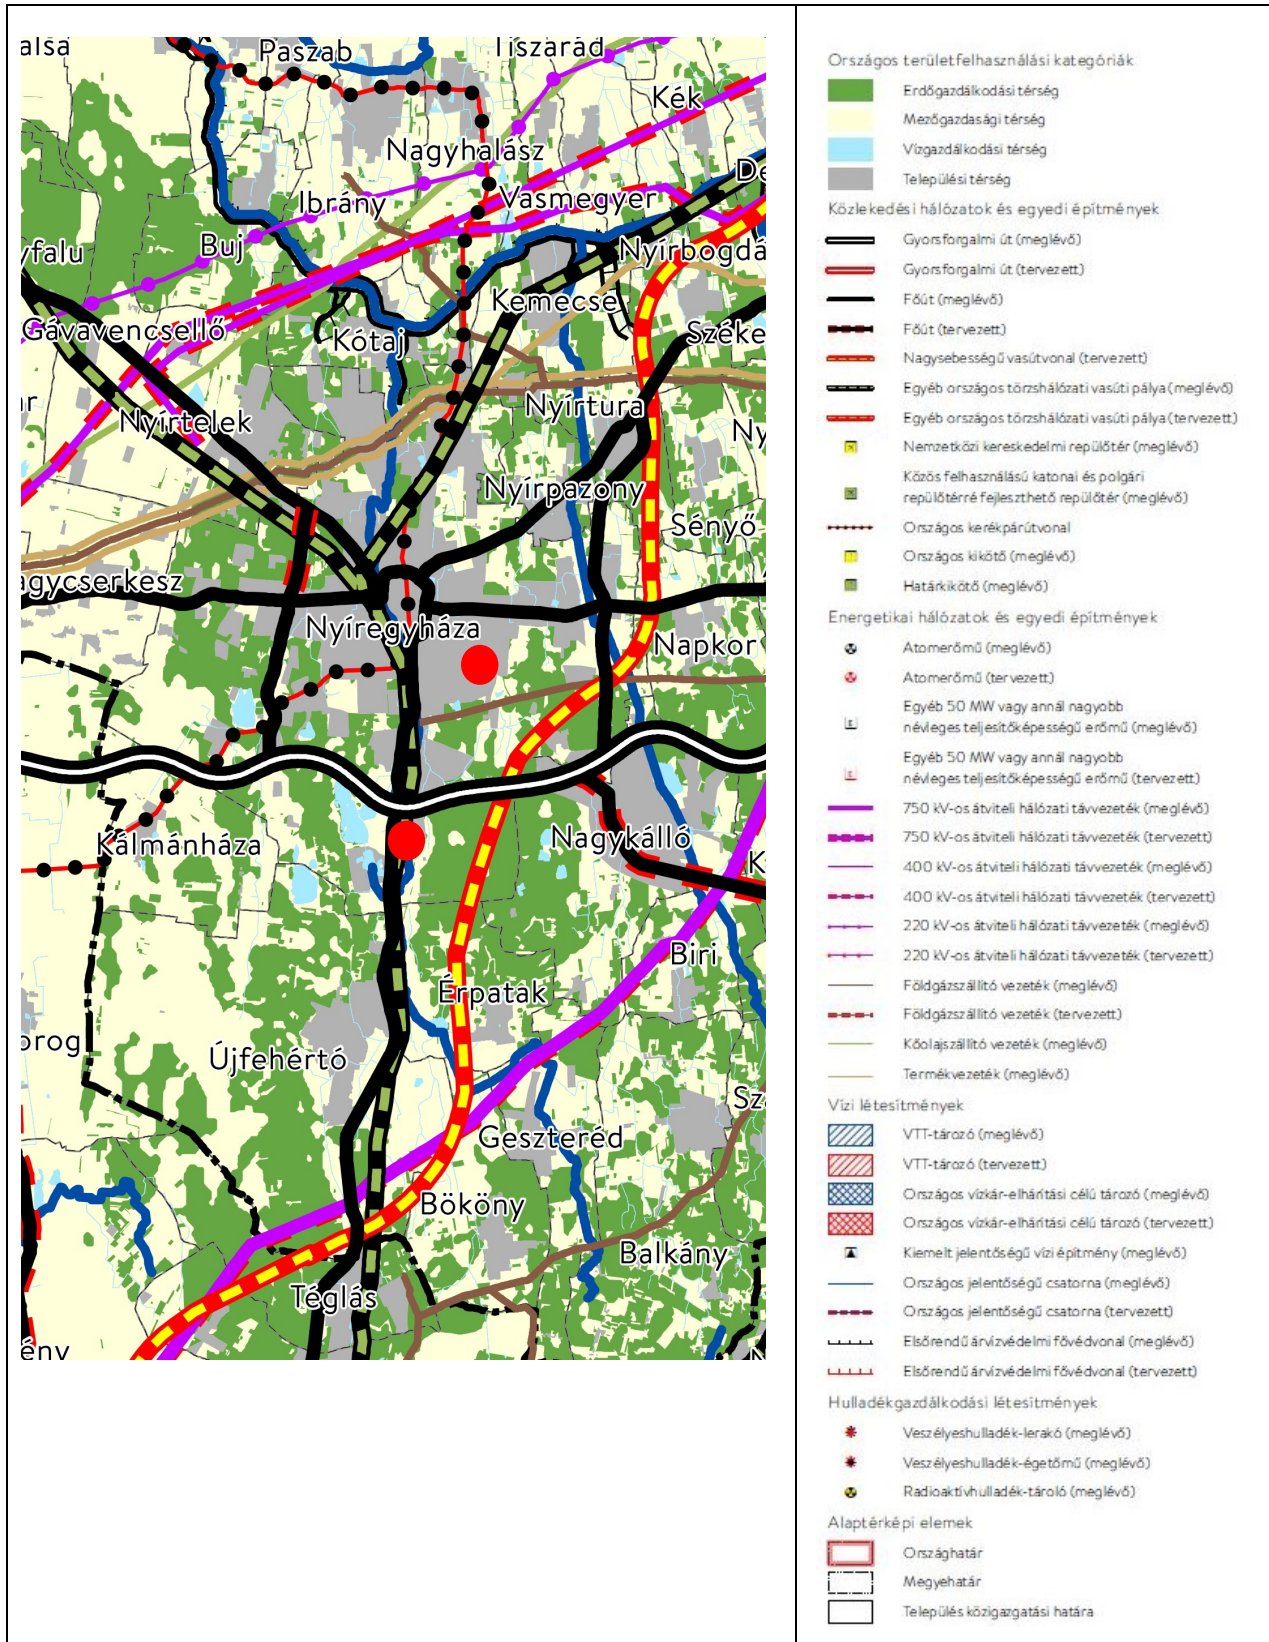 alsa
Paszab
Tiszarád
Kék
Nagyhalász
De
Ibrány
Vasmegyer
Buj
yfalu
Nyírbogdá
Kemecse
Gávavencsellő
Kótaj
Széke
ar
Nyírtelek
Nyírtura
Ny
Nyírpazony
Sényő
agycserkesz
Nyíregyháza
Napkor
Kálmánháza
Nagykálló
K
Biri
Érpatak
orog
Újfehértó
Sz
Geszteréd
Bököny
Balkány
Téglás
ény
N
Országos területfelhasználási kategóriák
Erdőgazdálkodási térség
Mezőgazdasági térség
Vízgazdálkodási térség
Települési térség
Közlekedési hálózatok és egyedi építmények
Gyorsforgalmi út (meglévő)
Gyorsforgalmi út (tervezett)
Főút (meglévő)
Főút (tervezett)
Nagysebességű vasútvonal (tervezett)
Egyéb országos törzshálózati vasúti pálya (meglévő)
Egyéb országos törzshálózati vasúti pálya (tervezett)
Nemzetközi kereskedelmi repülőtér (meglévő)
Közös felhasználású katonai és polgári
repülőtérré fejleszthető repülőtér (meglévő)
Országos kerékpárútvonal
Országos kikötő (meglévő)
Határkikötő (meglévő)
Energetikai hálózatok és egyedi építmények
Atomerőmű (meglévő)
Atomerőmű (tervezett)
Egyéb 50 MW vagy annál nagyobb
névleges teljesítőképességű erőmű (meglévő)
Egyéb 50 MW vagy annál nagyobb
névleges teljesítőképességű erőmű (tervezett)
750 kV-os átviteli hálózati távvezeték (meglévő)
750 kV-os átviteli hálózati távvezeték (tervezett)
400 kV-os átviteli hálózati távvezeték (meglévő)
400 kV-os átviteli hálózati távvezeték (tervezett)
220 kV-os átviteli hálózati távvezeték (meglévő)
220 kV-os átviteli hálózati távvezeték (tervezett)
Földgázszállító vezeték (meglévő)
Földgázszállító vezeték (tervezett)
Kőolajszállító vezeték (meglévő)
Termékvezeték (meglévő)
Vízi létesítmények
VTT-tározó (meglévő)
VTT-tározó (tervezett)
Országos vízkár-elhárítási célú tározó (meglévő)
Országos vízkár-elhárítási célú tározó (tervezett)
Kiemelt jelentőségű vízi építmény (meglévő)
Országos jelentőségű csatorna (meglévő)
Országos jelentőségű csatorna (tervezett)
Elsőrendű árvízvédelmi fővédvonal (meglévő)
Elsőrendű árvízvédelmi fővédvonal (tervezett)
Hulladékgazdálkodási létesítmények
Veszélyeshulladék-lerakó (meglévő)
Veszélyeshulladék-égetőmű (meglévő)
Radioaktívhulladék-tároló (meglévő)
Alaptérképi elemek
Országhatár
Megyehatár
Település közigazgatási határa